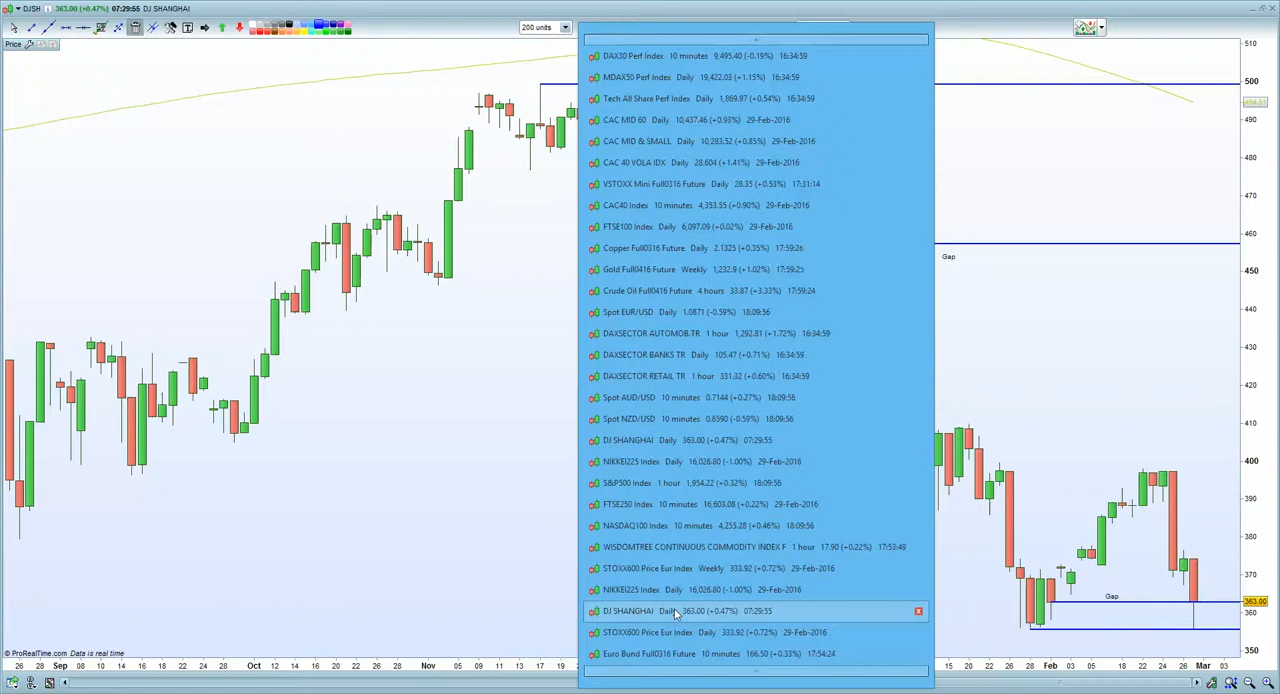 DJSH 363.00 (+0.47%) 07:29:55 DJ SHANGHAI
200 units
Price
510
500
494.51
490
480
470
460
450
440
430
420
410
400
390
380
370
363.00
360
350
DAX30 Perf Index 10 minutes 9,495.40 (-0.19%) 16:34:59
MDAX50 Perf Index Daily 19,422.03 (+1.15%) 16:34:59
Tech All Share Perf Index Daily 1,869.97 (+0.54%) 16:34:59
CAC MID 60 Daily 10,437.46 (+0.93%) 29-Feb-2016
CAC MID & SMALL Daily 10,283.52 (+0.85%) 29-Feb-2016
CAC 40 VOLA IDX Daily 28.604 (+1.41%) 29-Feb-2016
VSTOXX Mini Full0316 Future Daily 28.35 (+0.53%) 17:31:14
CAC40 Index 10 minutes 4,353.55 (+0.90%) 29-Feb-2016
FTSE100 Index Daily 6,097.09 (+0.02%) 29-Feb-2016
Copper Full0316 Future Daily 2.1325 (+0.35%) 17:59:26
Gold Full0416 Future Weekly 1,232.9 (+1.02%) 17:59:25
Crude Oil Full0416 Future 4 hours 33.87 (+3.33%) 17:59:24
Spot EUR/USD Daily 1.0871 (-0.59%) 18:09:56
DAXSECTOR AUTOMOB.TR 1 hour 1,292.81 (+1.72%) 16:34:59
DAXSECTOR BANKS TR Daily 105.47 (+0.71%) 16:34:59
DAXSECTOR RETAIL TR 1 hour 331.32 (+0.60%) 16:34:59
Spot AUD/USD 10 minutes 0.7144 (+0.27%) 18:09:56
Spot NZD/USD 10 minutes 0.6590 (-0.59%) 18:09:56
DJ SHANGHAI Daily 363.00 (+0.47%) 07:29:55
NIKKEI225 Index Daily 16,026.80 (-1.00%) 29-Feb-2016
S&P500 Index 1 hour 1,954.22 (+0.32%) 18:09:56
FTSE250 Index 10 minutes 16,603.08 (+0.22%) 29-Feb-2016
NASDAQ100 Index 10 minutes 4,255.28 (+0.46%) 18:09:56
WISDOMTREE CONTINUOUS COMMODITY INDEX F 1 hour 17.90 (+0.22%) 17:53:49
STOXX600 Price Eur Index Weekly 333.92 (+0.72%) 29-Feb-2016
NIKKEI225 Index Daily 16,026.80 (-1.00%) 29-Feb-2016
DJ SHANGHAI Daily 363.00 (+0.47%) 07:29:55
STOXX600 Price Eur Index Daily 333.92 (+0.72%) 29-Feb-2016
Euro Bund Full0316 Future 10 minutes 166.50 (+0.33%) 17:54:24
Gap
Gap
© ProRealTime.com Data is real time
26 28 Sep 08 10 14 16 18 22 24 28 Oct 08 12 14 16 20 22 26 28 Nov 05 09 11 13 17 19
15 18 20 22 26 28 Feb 03 05 15 17 19 22 24 26 Mar 03